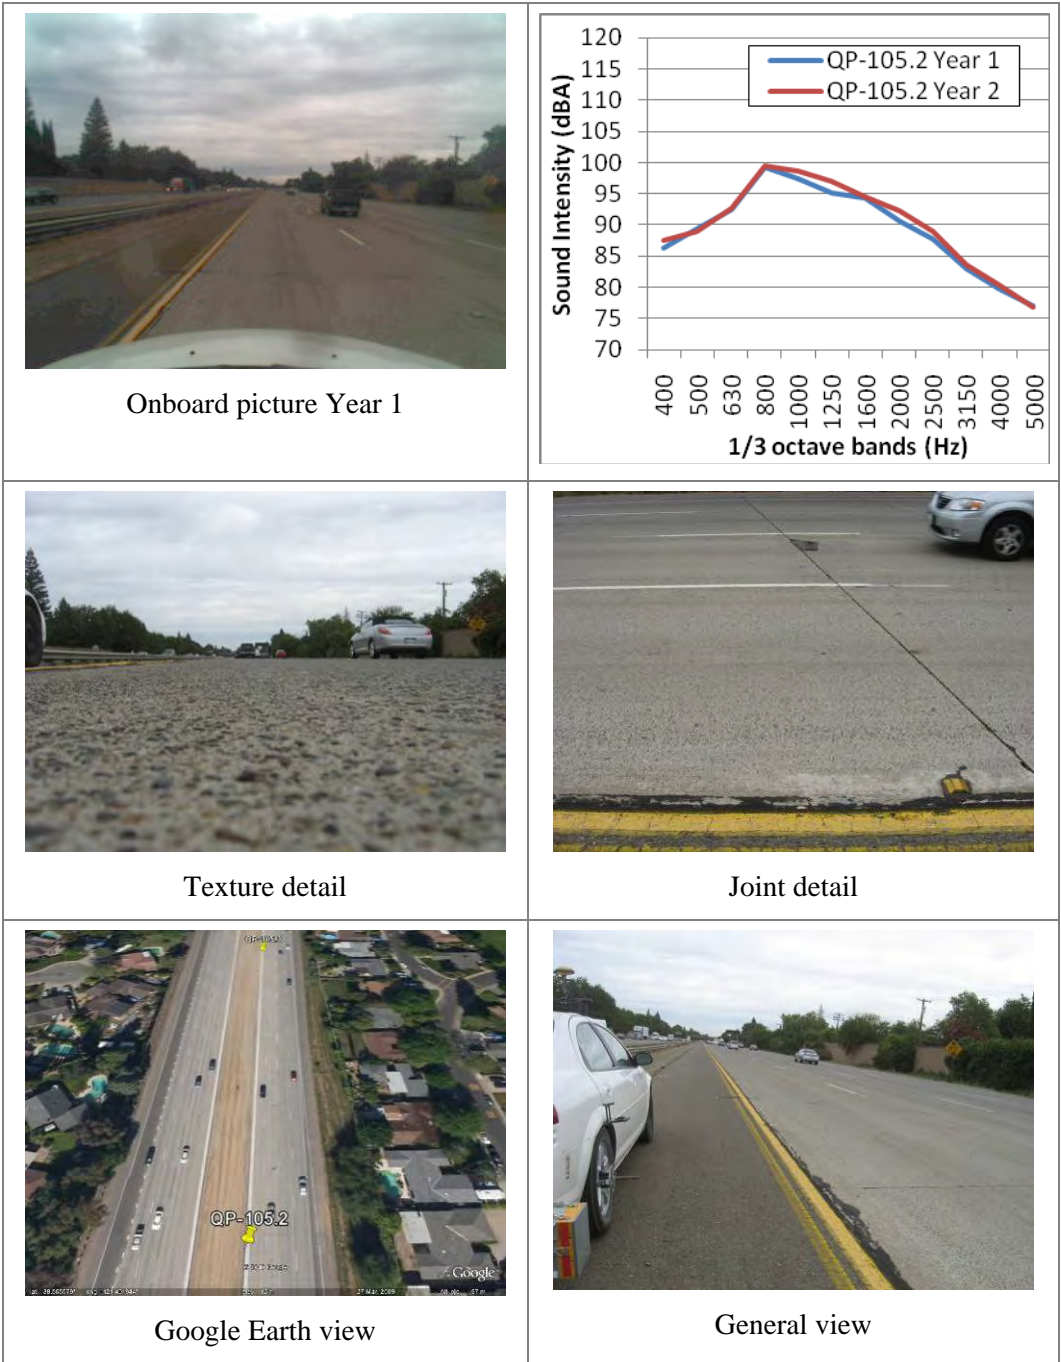 120
115
110
105
100
95
90
85
80
75
70
Sound Intensity (dBA)
QP-105.2 Year 1
QP-105.2 Year 2
400
500
630
800
1000
1250
1600
2000
2500
3150
4000
5000
1/3 octave bands (Hz)
Onboard picture Year 1
Texture detail
Joint detail
QP-105.2
Google
27 Mar, 2009
Google Earth view
General view